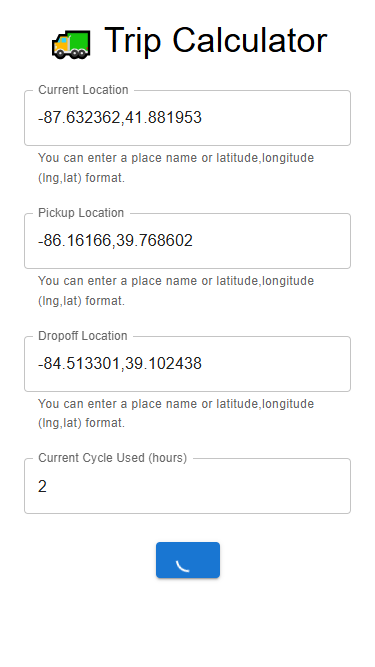 Trip Calculator
Current Location
-87.632362,41.881953
You can enter a place name or latitude,longitude
(lng,lat) format.
Pickup Location
-86.16166,39.768602
You can enter a place name or latitude,longitude
(lng,lat) format.
Dropoff Location
-84.513301,39.102438
You can enter a place name or latitude,longitude
(lng,lat) format.
Current Cycle Used (hours)
2